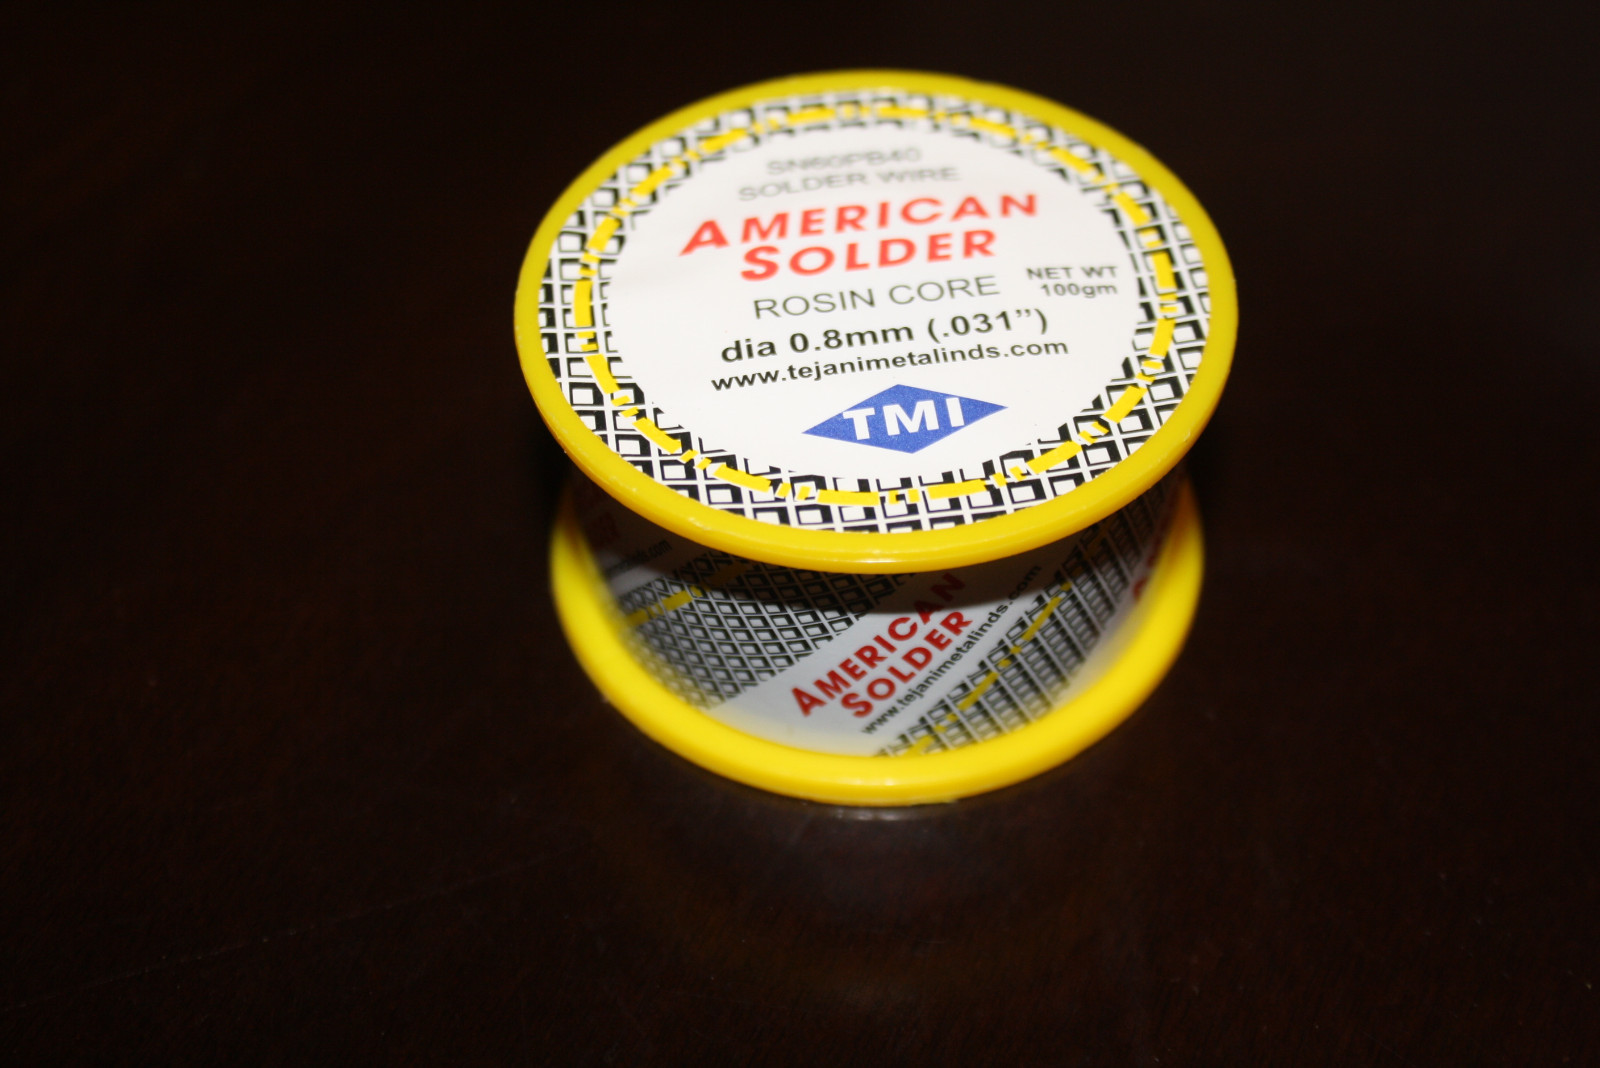 SN60PB40
SOLDER WIRE
AMERICAN
SOLDER
ROSIN CORE
NET WT
100gm
dia 0.8mm (.031”)
www.tejanimetalinds.com
TMI
AMERICAN
SOLDER
www.tejanimetalinds.com